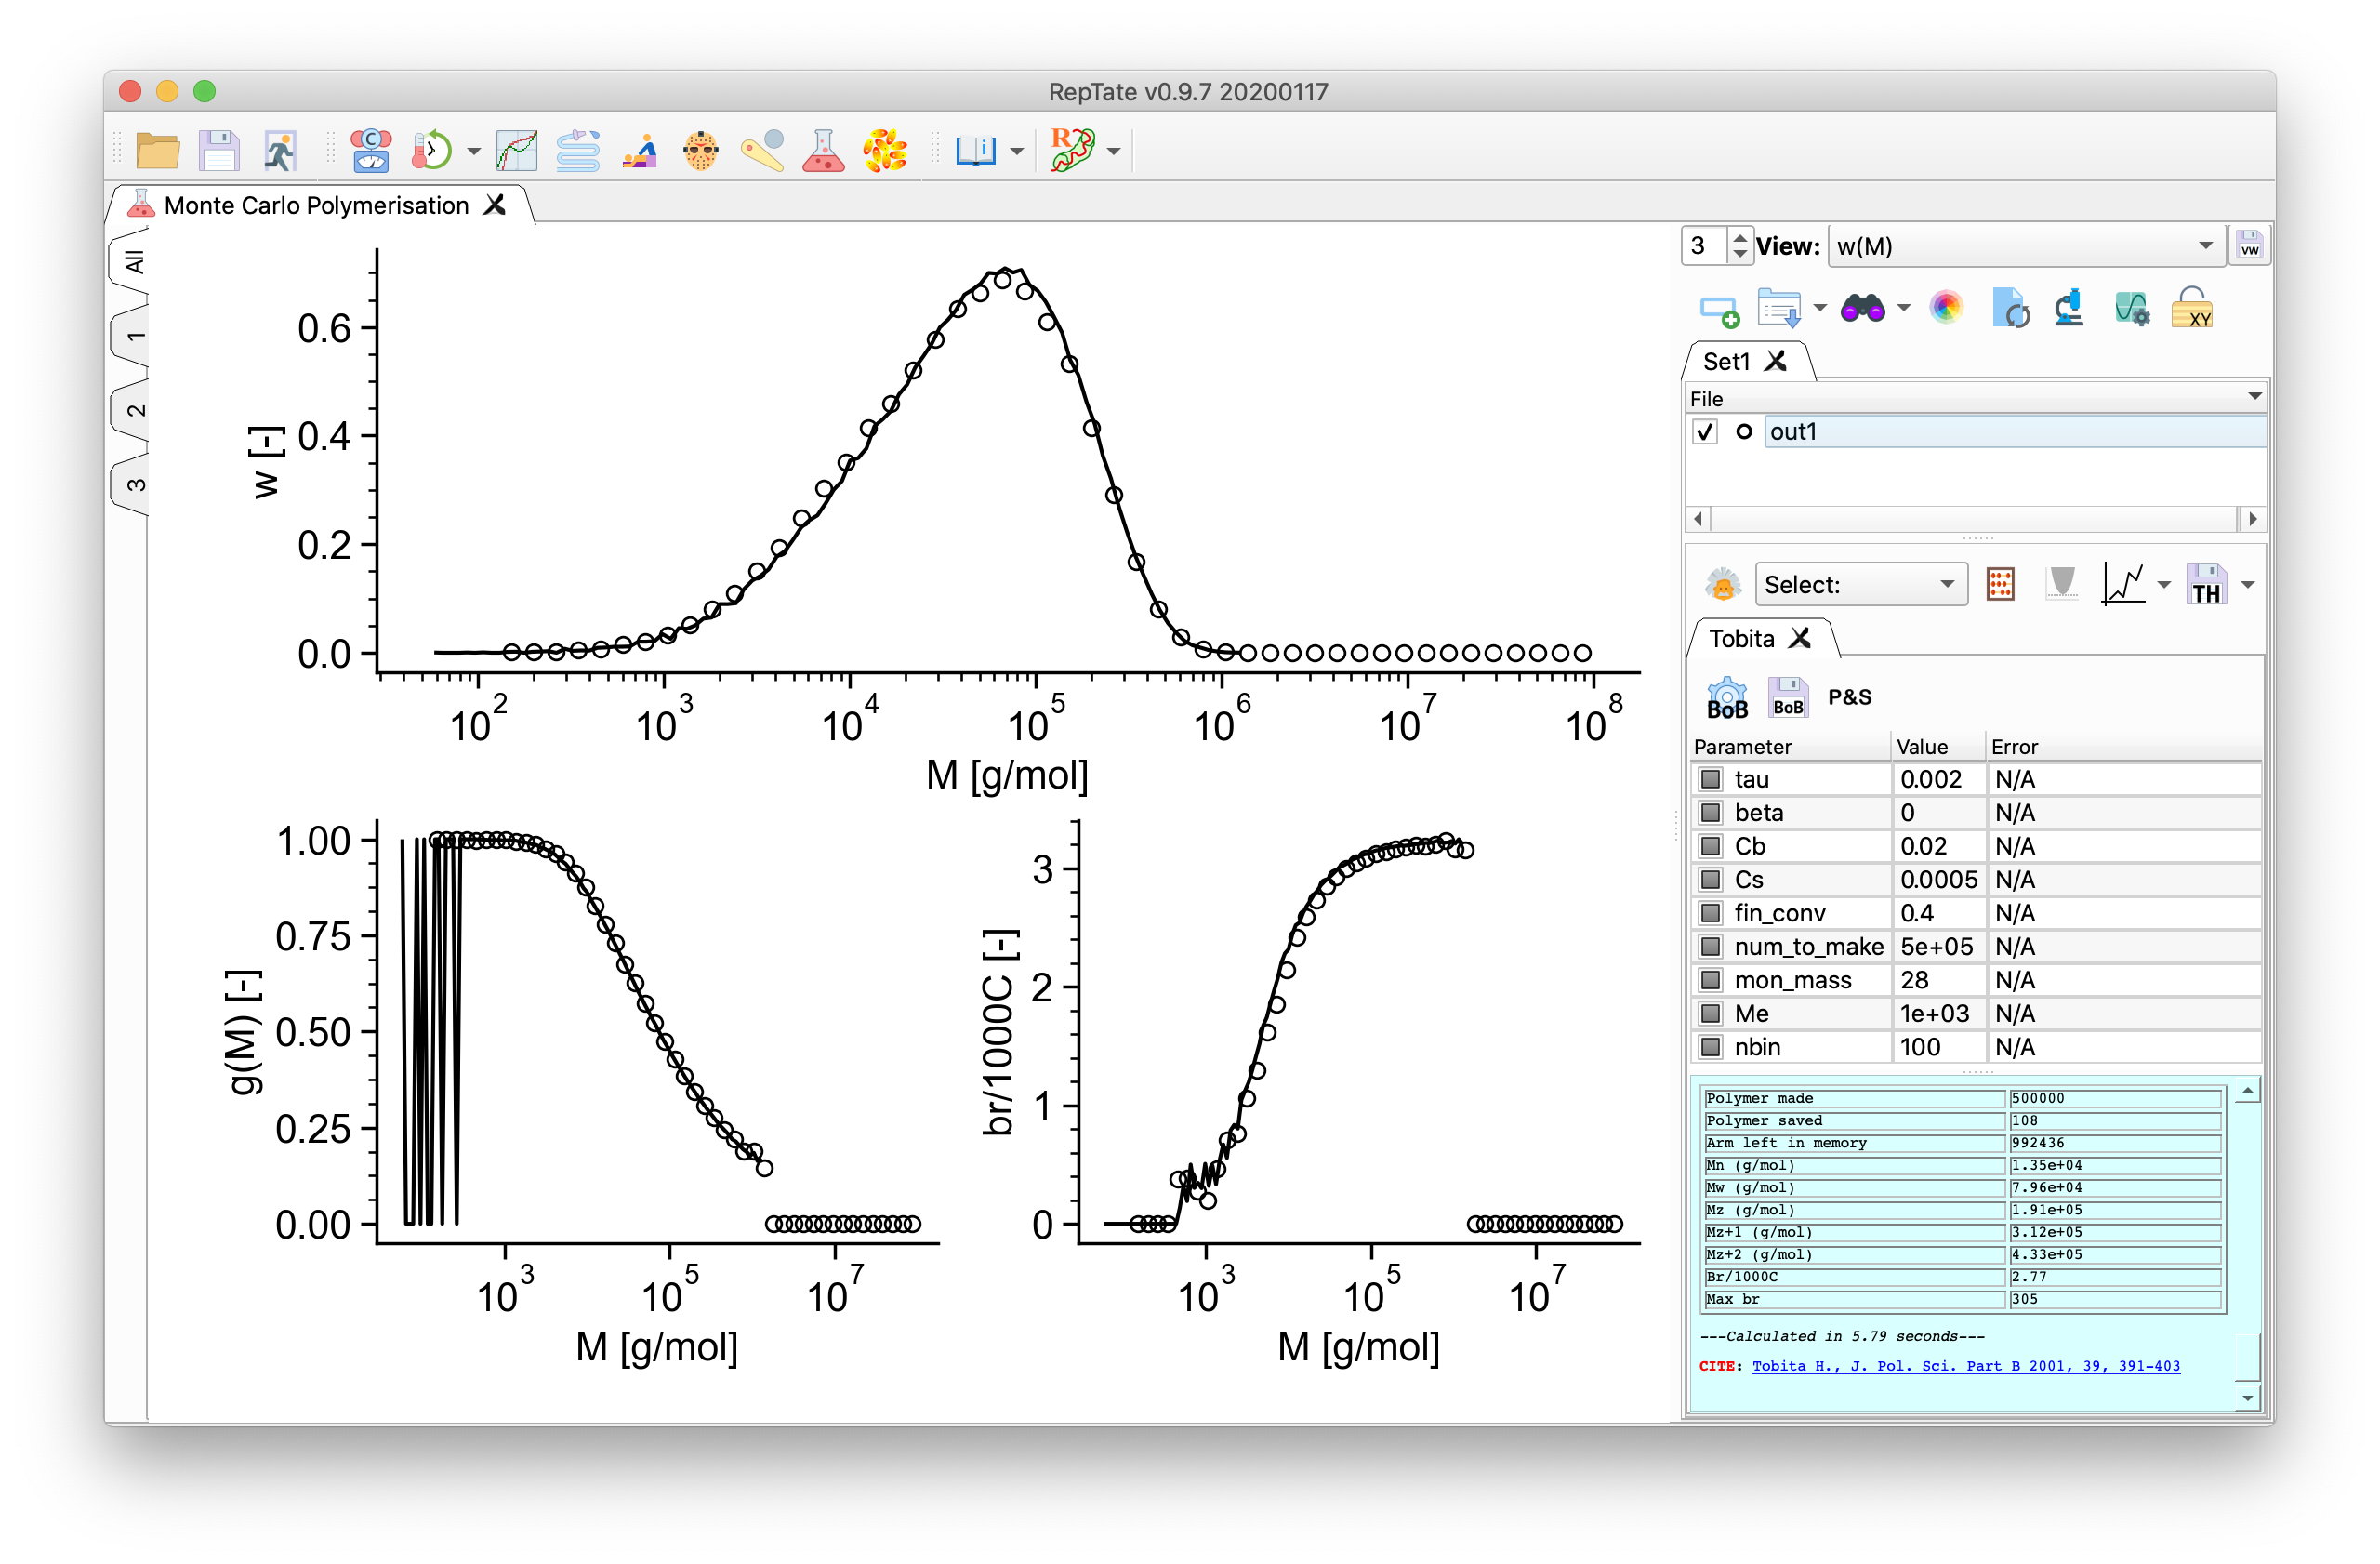 RepTate v0.9.7 20200117
Monte Carlo Polymerisation
All
1
2
3
w [-]
0.6
0.4
0.2
0.0
10^2 10^3 10^4 10^5 10^6 10^7 10^8
M [g/mol]
g(M) [-]
1.00
0.75
0.50
0.25
0.00
10^3 10^5 10^7
M [g/mol]
br/1000C [-]
3
2
1
0
10^3 10^5 10^7
M [g/mol]
3 View: w(M) VW
XY
Set1
File
out1
Select: TH
Tobita
BoB BoB P&S
Parameter Value Error
tau 0.002 N/A
beta 0 N/A
Cb 0.02 N/A
Cs 0.0005 N/A
fin_conv 0.4 N/A
num_to_make 5e+05 N/A
mon_mass 28 N/A
Me 1e+03 N/A
nbin 100 N/A
Polymer made 500000
Polymer saved 108
Arm left in memory 992436
Mn (g/mol) 1.35e+04
Mw (g/mol) 7.96e+04
Mz (g/mol) 1.91e+05
Mz+1 (g/mol) 3.12e+05
Mz+2 (g/mol) 4.33e+05
Br/1000C 2.77
Max br 305
---Calculated in 5.79 seconds---
CITE: Tobita H., J. Pol. Sci. Part B 2001, 39, 391-403